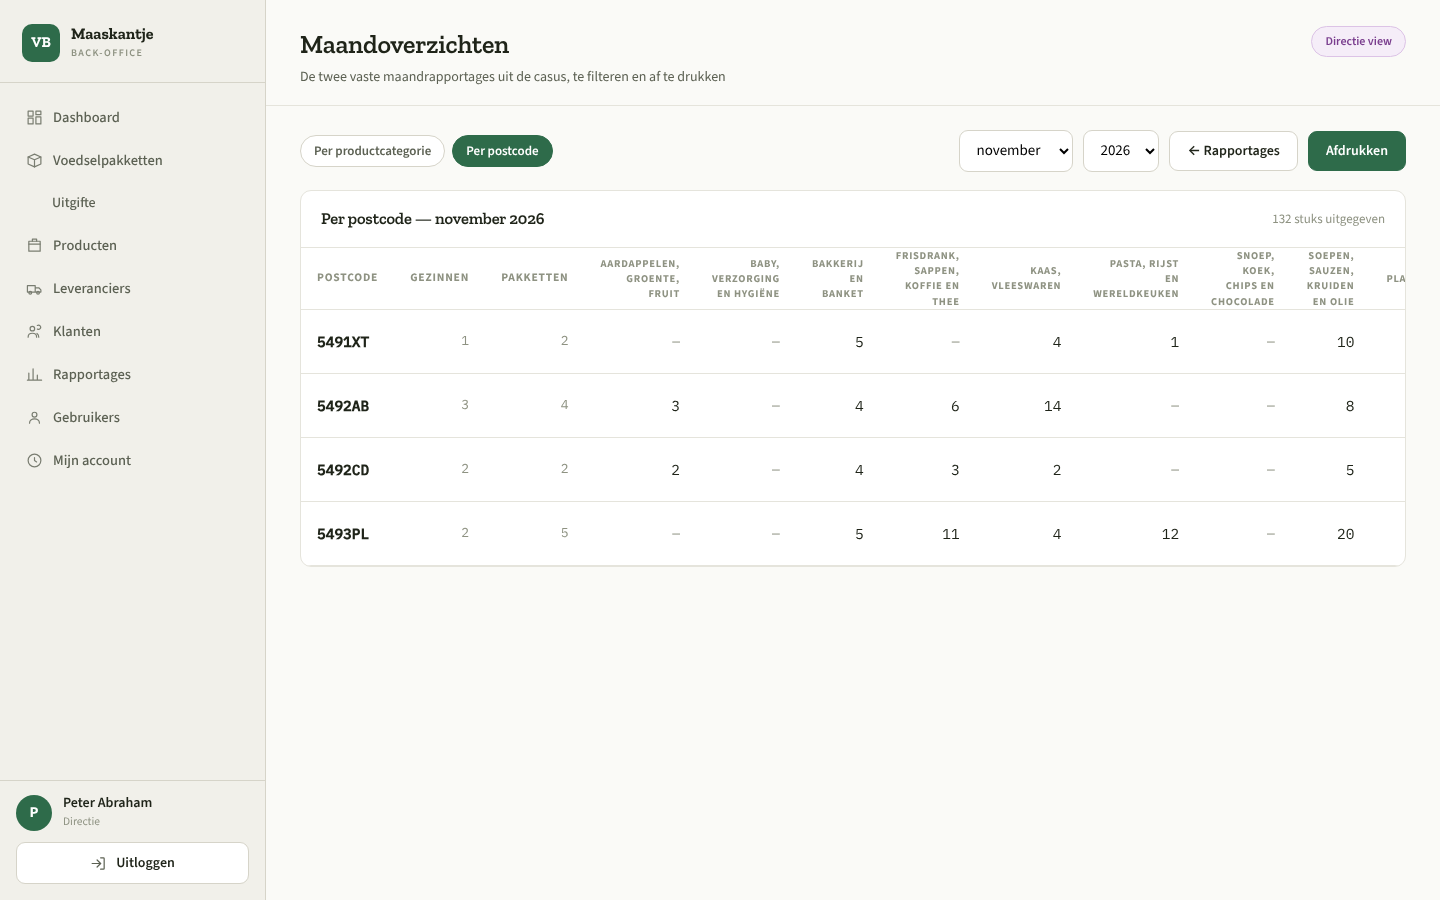 VB
Maaskantje
BACK-OFFICE
Dashboard
Voedselpakketten
Uitgifte
Producten
Leveranciers
Klanten
Rapportages
Gebruikers
Mijn account
P
Peter Abraham
Directie
Uitloggen
Maandoverzichten
De twee vaste maandrapportages uit de casus, te filteren en af te drukken
Directie view
Per productcategorie
Per postcode
november
2026
← Rapportages
Afdrukken
Per postcode — november 2026
132 stuks uitgegeven
POSTCODE
GEZINNEN
PAKKETTEN
AARDAPPELEN,
GROENTE,
FRUIT
BABY,
VERZORGING
EN HYGIËNE
BAKKERIJ
EN
BANKET
FRISDRANK,
SAPPEN,
KOFFIE EN
THEE
KAAS,
VLEESWAREN
PASTA, RIJST
EN
WERELDKEUKEN
SNOEP,
KOEK,
CHIPS EN
CHOCOLADE
SOEPEN,
SAUZEN,
KRUIDEN
EN OLIE
PLA
5491XT 1 2 — — 5 — 4 1 — 10
5492AB 3 4 3 — 4 6 14 — — 8
5492CD 2 2 2 — 4 3 2 — — 5
5493PL 2 5 — — 5 11 4 12 — 20